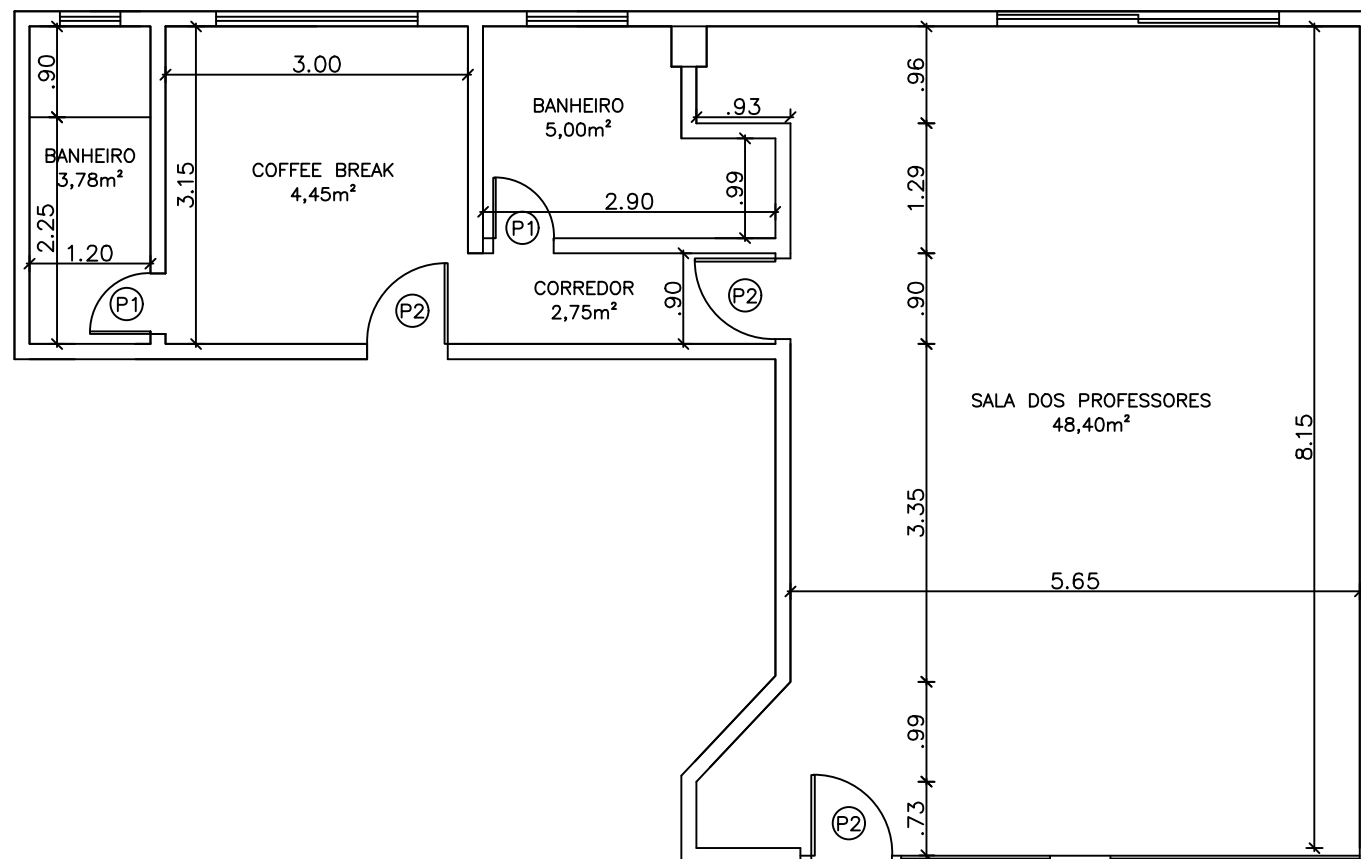 .90
3.00
BANHEIRO
5,00m²
.93
.96
BANHEIRO
3,78m²
COFFEE BREAK
4,45m²
3.15
2.25
1.20
P1
2.90
.99
P1
1.29
CORREDOR
2,75m²
.90
P2
P2
.90
SALA DOS PROFESSORES
48,40m²
8.15
3.35
5.65
.99
.73
P2